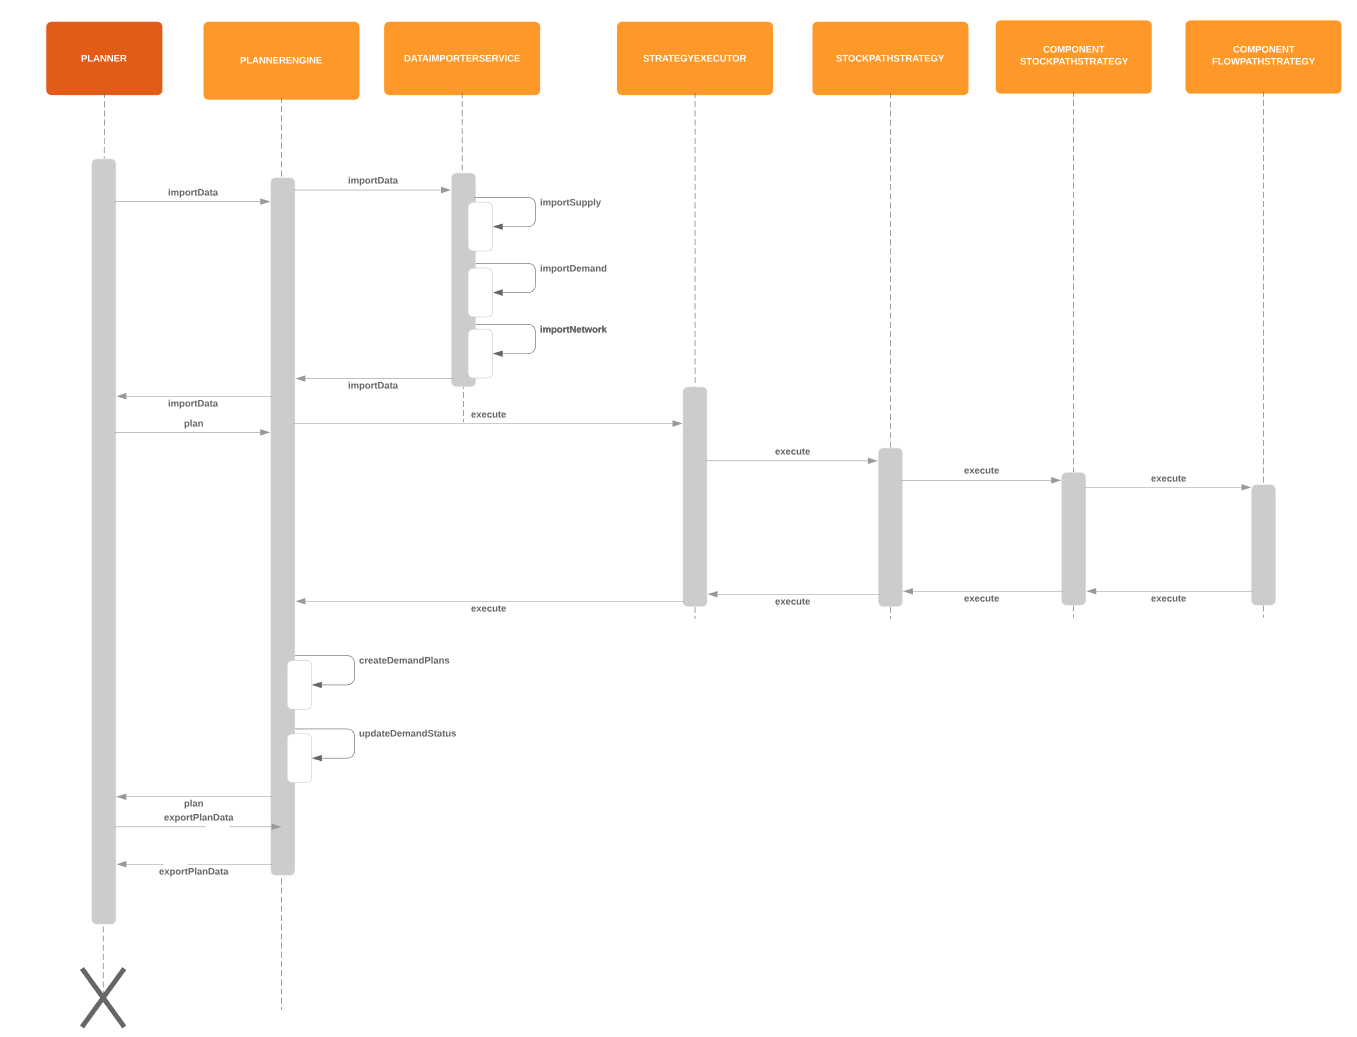 PLANNER
PLANNERENGINE
DATAIMPORTERSERVICE
STRATEGYEXECUTOR
STOCKPATHSTRATEGY
COMPONENT
STOCKPATHSTRATEGY
COMPONENT
FLOWPATHSTRATEGY
importData
importData
importSupply
importDemand
importNetwork
importData
importData
plan
execute
execute
execute
execute
execute
execute
execute
execute
createDemandPlans
updateDemandStatus
plan
exportPlanData
exportPlanData